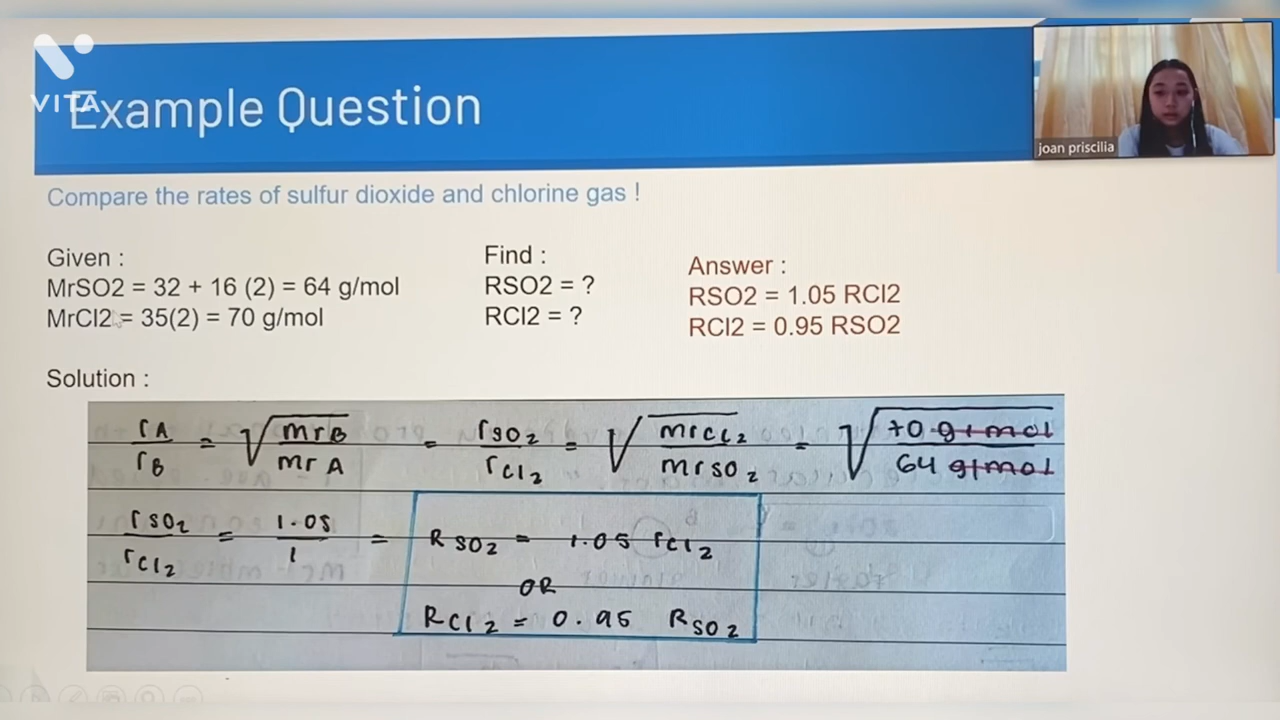 VITA
Example Question
joan priscilia
Compare the rates of sulfur dioxide and chlorine gas !
Given :
MrSO2 = 32 + 16 (2) = 64 g/mol
MrCl2 = 35(2) = 70 g/mol
Find :
RSO2 = ?
RCl2 = ?
Answer :
RSO2 = 1.05 RCl2
RCl2 = 0.95 RSO2
Solution :
rA / rB = √ MrB / MrA = rSO2 / rCl2 = √ MrCl2 / MrSO2 = √ 70 g/mol / 64 g/mol
rSO2 / rCl2 = 1.05 / 1 = RSO2 = 1.05 rCl2
OR
RCl2 = 0.95 RSO2